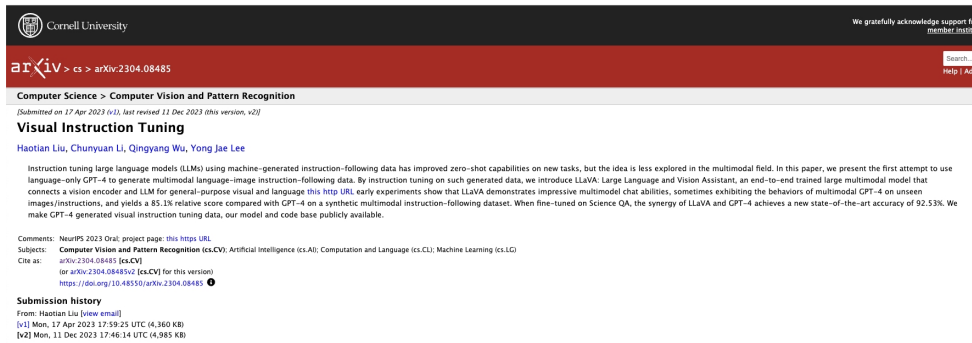 Cornell University
We gratefully acknowledge support
member
arXiv > cs > arXiv:2304.08485
Search...
Help |
Computer Science > Computer Vision and Pattern Recognition
[Submitted on 17 Apr 2023 (v1), last revised 11 Dec 2023 (this version, v2)]
Visual Instruction Tuning
Haotian Liu, Chunyuan Li, Qingyang Wu, Yong Jae Lee
Instruction tuning large language models (LLMs) using machine-generated instruction-following data has improved zero-shot capabilities on new tasks, but the idea is less explored in the multimodal field. In this paper, we present the first attempt to use
language-only GPT-4 to generate multimodal language-image instruction-following data. By instruction tuning on such generated data, we introduce LLaVA: Large Language and Vision Assistant, an end-to-end trained large multimodal model that
connects a vision encoder and LLM for general-purpose visual and language this http URL early experiments show that LLaVA demonstrates impressive multimodel chat abilities, sometimes exhibiting the behaviors of multimodal GPT-4 on unseen
images/instructions, and yields a 85.1% relative score compared with GPT-4 on a synthetic multimodal instruction-following dataset. When fine-tuned on Science QA, the synergy of LLaVA and GPT-4 achieves a new state-of-the-art accuracy of 92.53%. We
make GPT-4 generated visual instruction tuning data, our model and code base publicly available.
Comments: NeurIPS 2023 Oral; project page: this https URL
Subjects: Computer Vision and Pattern Recognition (cs.CV); Artificial Intelligence (cs.AI); Computation and Language (cs.CL); Machine Learning (cs.LG)
Cite as: arXiv:2304.08485 [cs.CV]
(or arXiv:2304.08485v2 [cs.CV] for this version)
https://doi.org/10.48550/arXiv.2304.08485
Submission history
From: Haotian Liu [view email]
[v1] Mon, 17 Apr 2023 17:59:25 UTC (4,360 KB)
[v2] Mon, 11 Dec 2023 17:46:14 UTC (4,985 KB)